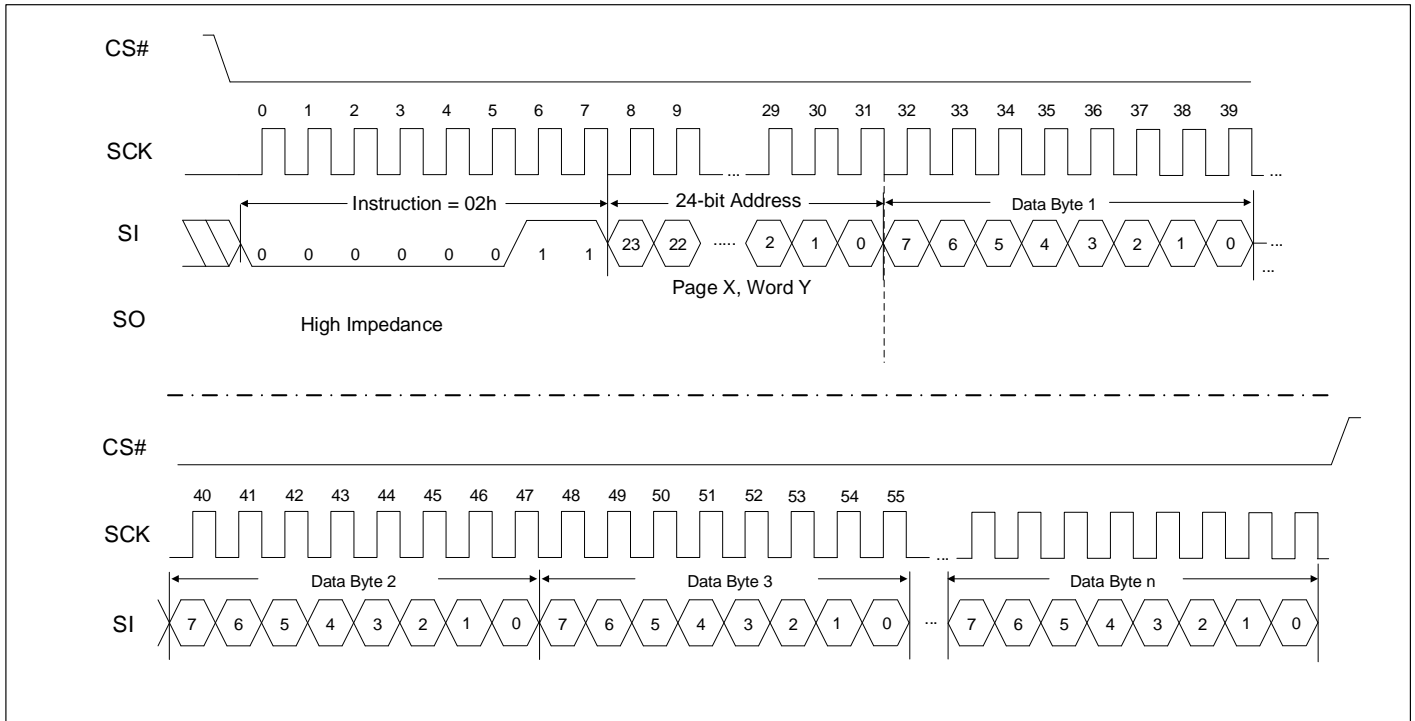 CS#
0 1 2 3 4 5 6 7 8 9 29 30 31 32 33 34 35 36 37 38 39
SCK ... ...
Instruction = 02h 24-bit Address Data Byte 1
SI 0 0 0 0 0 0 1 1 23 22 ..... 2 1 0 7 6 5 4 3 2 1 0 ...
...
Page X, Word Y
SO High Impedance
CS#
40 41 42 43 44 45 46 47 48 49 50 51 52 53 54 55
SCK ... ...
Data Byte 2 Data Byte 3 Data Byte n
SI 7 6 5 4 3 2 1 0 7 6 5 4 3 2 1 0 ... 7 6 5 4 3 2 1 0